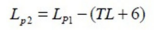 L_{p2} = L_{P1} − (TL + 6)